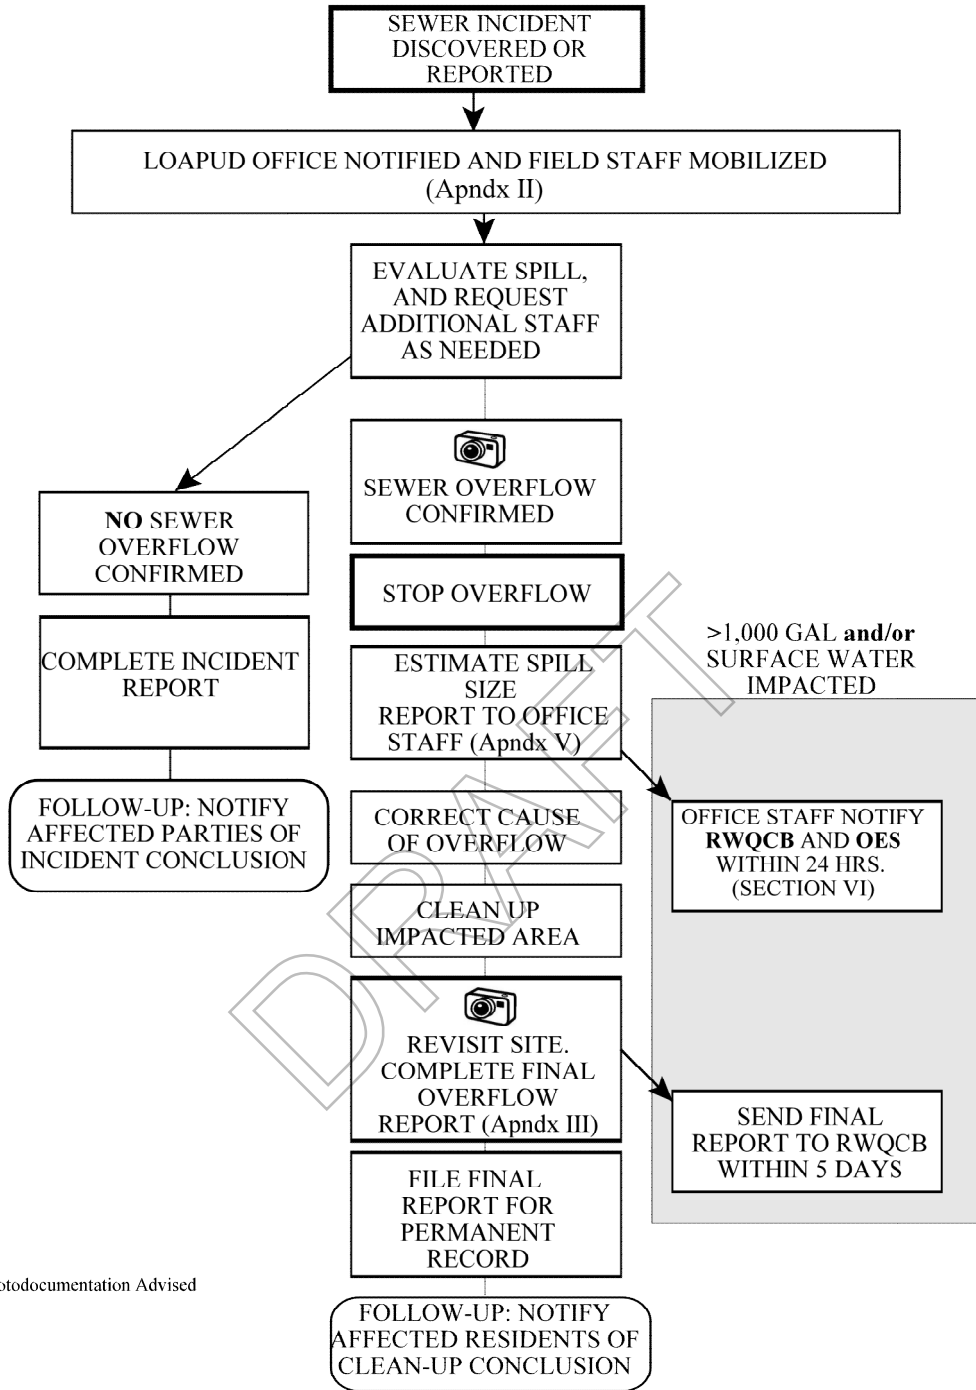 SEWER INCIDENT
DISCOVERED OR
REPORTED
LOAPUD OFFICE NOTIFIED AND FIELD STAFF MOBILIZED
(Apndx II)
EVALUATE SPILL,
AND REQUEST
ADDITIONAL STAFF
AS NEEDED
SEWER OVERFLOW
CONFIRMED
NO SEWER
OVERFLOW
CONFIRMED
STOP OVERFLOW
COMPLETE INCIDENT
REPORT
>1,000 GAL and/or
SURFACE WATER
IMPACTED
ESTIMATE SPILL
SIZE
REPORT TO OFFICE
STAFF (Apndx V)
FOLLOW-UP: NOTIFY
AFFECTED PARTIES OF
INCIDENT CONCLUSION
CORRECT CAUSE
OF OVERFLOW
OFFICE STAFF NOTIFY
RWQCB AND OES
WITHIN 24 HRS.
(SECTION VI)
CLEAN UP
IMPACTED AREA
REVISIT SITE.
COMPLETE FINAL
OVERFLOW
REPORT (Apndx III)
SEND FINAL
REPORT TO RWQCB
WITHIN 5 DAYS
FILE FINAL
REPORT FOR
PERMANENT
RECORD
otodocumentation Advised
FOLLOW-UP: NOTIFY
AFFECTED RESIDENTS OF
CLEAN-UP CONCLUSION
DRAFT